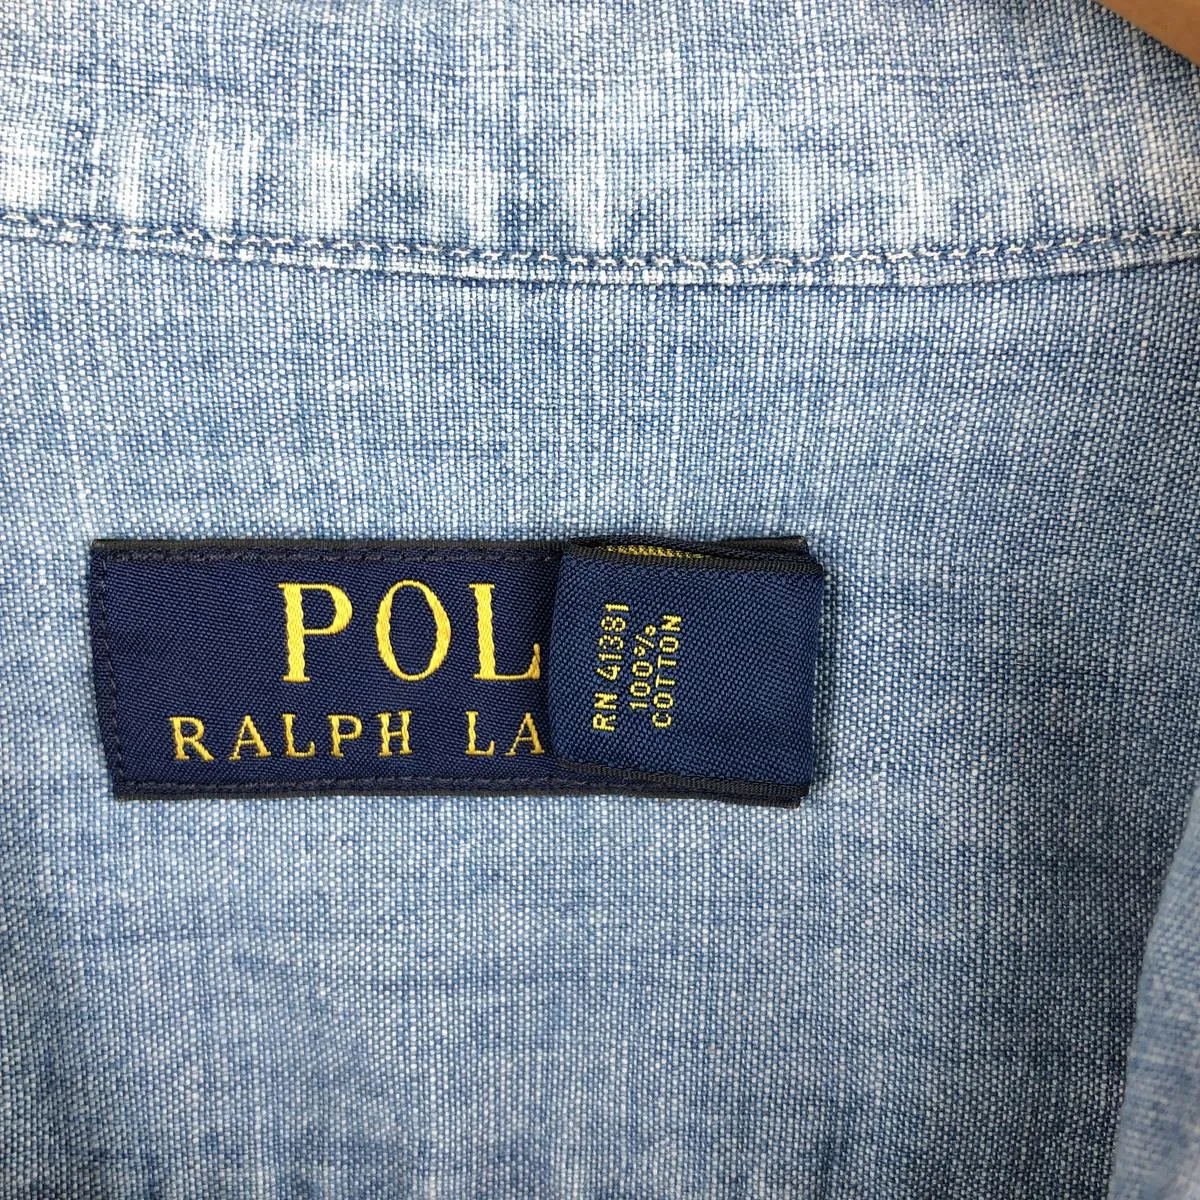 POL
RALPH LA
RN 41381
100%
COTTON